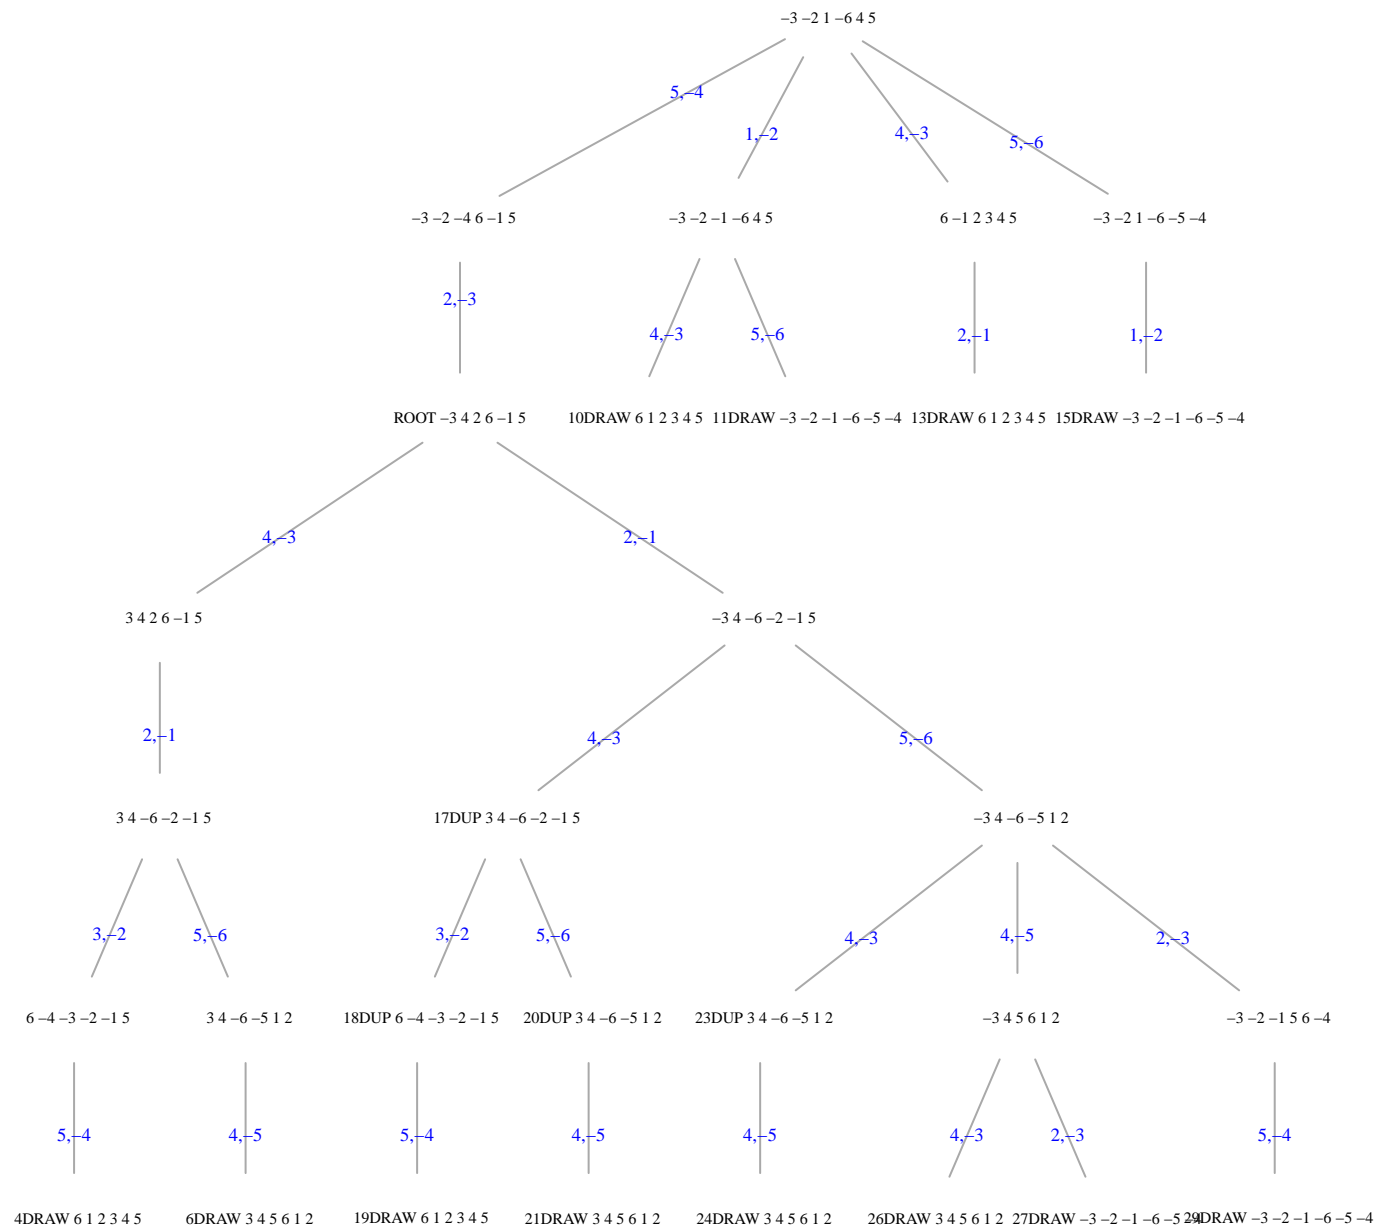 –3 –2 1 –6 4 5
5,–4
1,–2
4,–3
5,–6
–3 –2 –4 6 –1 5
–3 –2 –1 –6 4 5
6 –1 2 3 4 5
–3 –2 1 –6 –5 –4
2,–3
4,–3
5,–6
2,–1
1,–2
ROOT –3 4 2 6 –1 5
10DRAW 6 1 2 3 4 5
11DRAW –3 –2 –1 –6 –5 –4
13DRAW 6 1 2 3 4 5
15DRAW –3 –2 –1 –6 –5 –4
4,–3
2,–1
3 4 2 6 –1 5
–3 4 –6 –2 –1 5
2,–1
4,–3
5,–6
3 4 –6 –2 –1 5
17DUP 3 4 –6 –2 –1 5
–3 4 –6 –5 1 2
3,–2
5,–6
3,–2
5,–6
4,–3
4,–5
2,–3
6 –4 –3 –2 –1 5
3 4 –6 –5 1 2
18DUP 6 –4 –3 –2 –1 5
20DUP 3 4 –6 –5 1 2
23DUP 3 4 –6 –5 1 2
–3 4 5 6 1 2
–3 –2 –1 5 6 –4
5,–4
4,–5
5,–4
4,–5
4,–5
4,–3
2,–3
5,–4
4DRAW 6 1 2 3 4 5
6DRAW 3 4 5 6 1 2
19DRAW 6 1 2 3 4 5
21DRAW 3 4 5 6 1 2
24DRAW 3 4 5 6 1 2
26DRAW 3 4 5 6 1 2
27DRAW –3 –2 –1 –6 –5 –4
29DRAW –3 –2 –1 –6 –5 –4